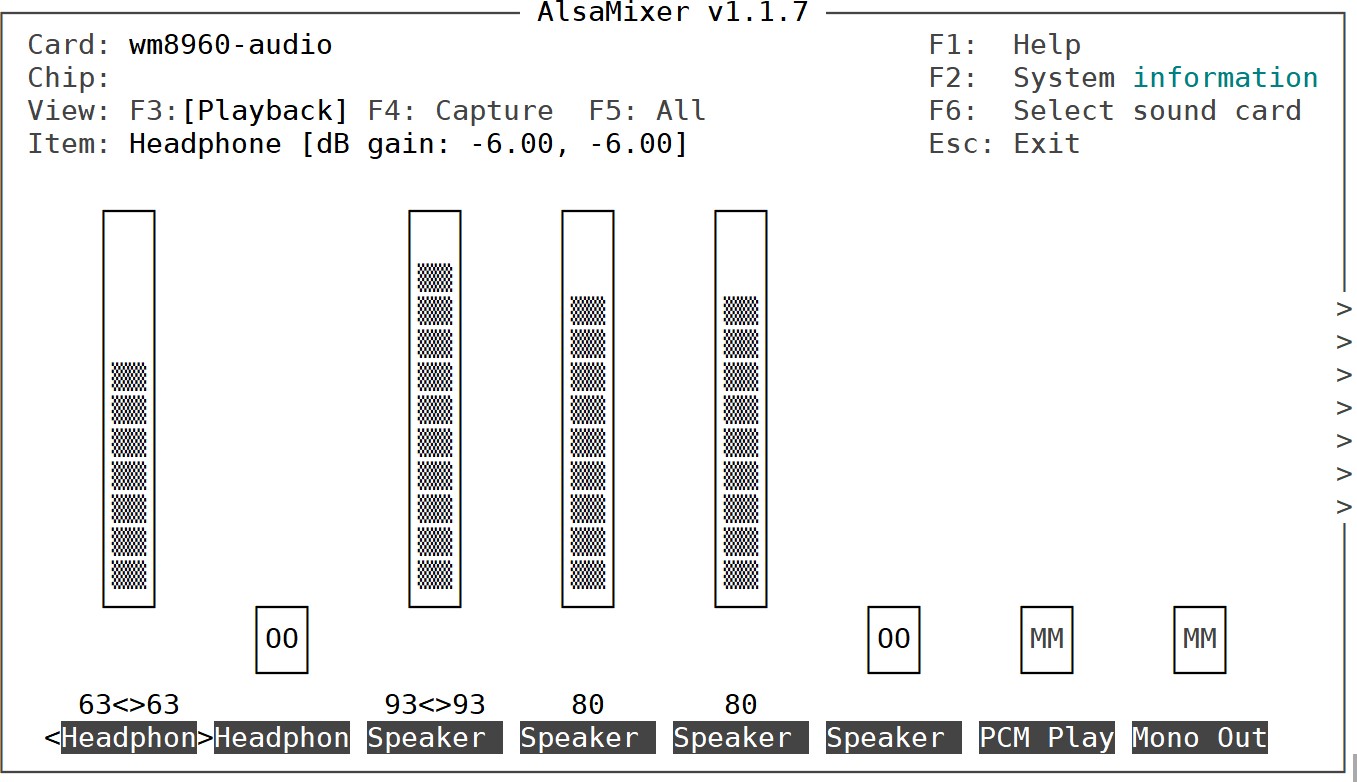 AlsaMixer v1.1.7
Card: wm8960-audio F1: Help
Chip: F2: System information
View: F3:[Playback] F4: Capture F5: All F6: Select sound card
Item: Headphone [dB gain: -6.00, -6.00] Esc: Exit
>
>
>
>
>
>
>
OO OO MM MM
63<>63 93<>93 80 80
<Headphon>Headphon Speaker Speaker Speaker Speaker PCM Play Mono Out